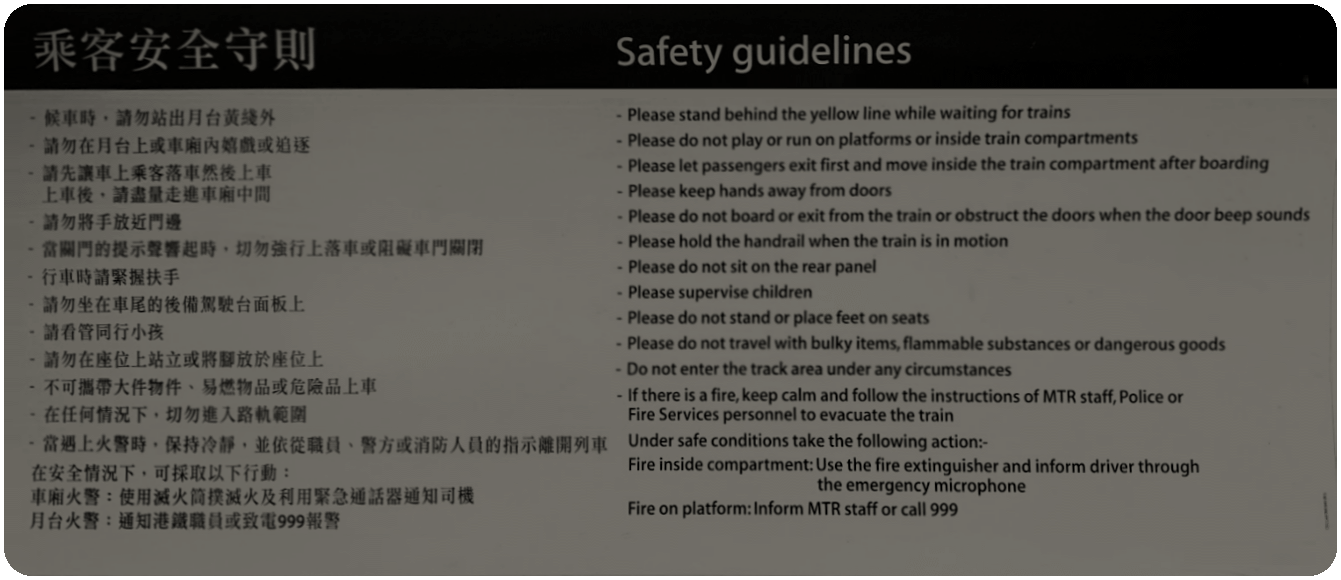 乘客安全守則
- 候車時，請勿站出月台黃綫外
- 請勿在月台上或車廂內嬉戲或追逐
- 請先讓車上乘客落車然後上車
上車後，請盡量走進車廂中間
- 請勿將手放近門邊
- 當關門的提示聲響起時，切勿強行上落車或阻礙車門關閉
- 行車時請緊握扶手
- 請勿坐在車尾的後備駕駛台面板上
- 請看管同行小孩
- 請勿在座位上站立或將腳放於座位上
- 不可攜帶大件物件、易燃物品或危險品上車
- 在任何情況下，切勿進入路軌範圍
- 當遇上火警時，保持冷靜，並依從職員、警方或消防人員的指示離開列車
在安全情況下，可採取以下行動：
車廂火警：使用滅火筒撲滅火及利用緊急通話器通知司機
月台火警：通知港鐵職員或致電999報警
Safety guidelines
- Please stand behind the yellow line while waiting for trains
- Please do not play or run on platforms or inside train compartments
- Please let passengers exit first and move inside the train compartment after boarding
- Please keep hands away from doors
- Please do not board or exit from the train or obstruct the doors when the door beep sounds
- Please hold the handrail when the train is in motion
- Please do not sit on the rear panel
- Please supervise children
- Please do not stand or place feet on seats
- Please do not travel with bulky items, flammable substances or dangerous goods
- Do not enter the track area under any circumstances
- If there is a fire, keep calm and follow the instructions of MTR staff, Police or
Fire Services personnel to evacuate the train
Under safe conditions take the following action:-
Fire inside compartment: Use the fire extinguisher and inform driver through
the emergency microphone
Fire on platform: Inform MTR staff or call 999